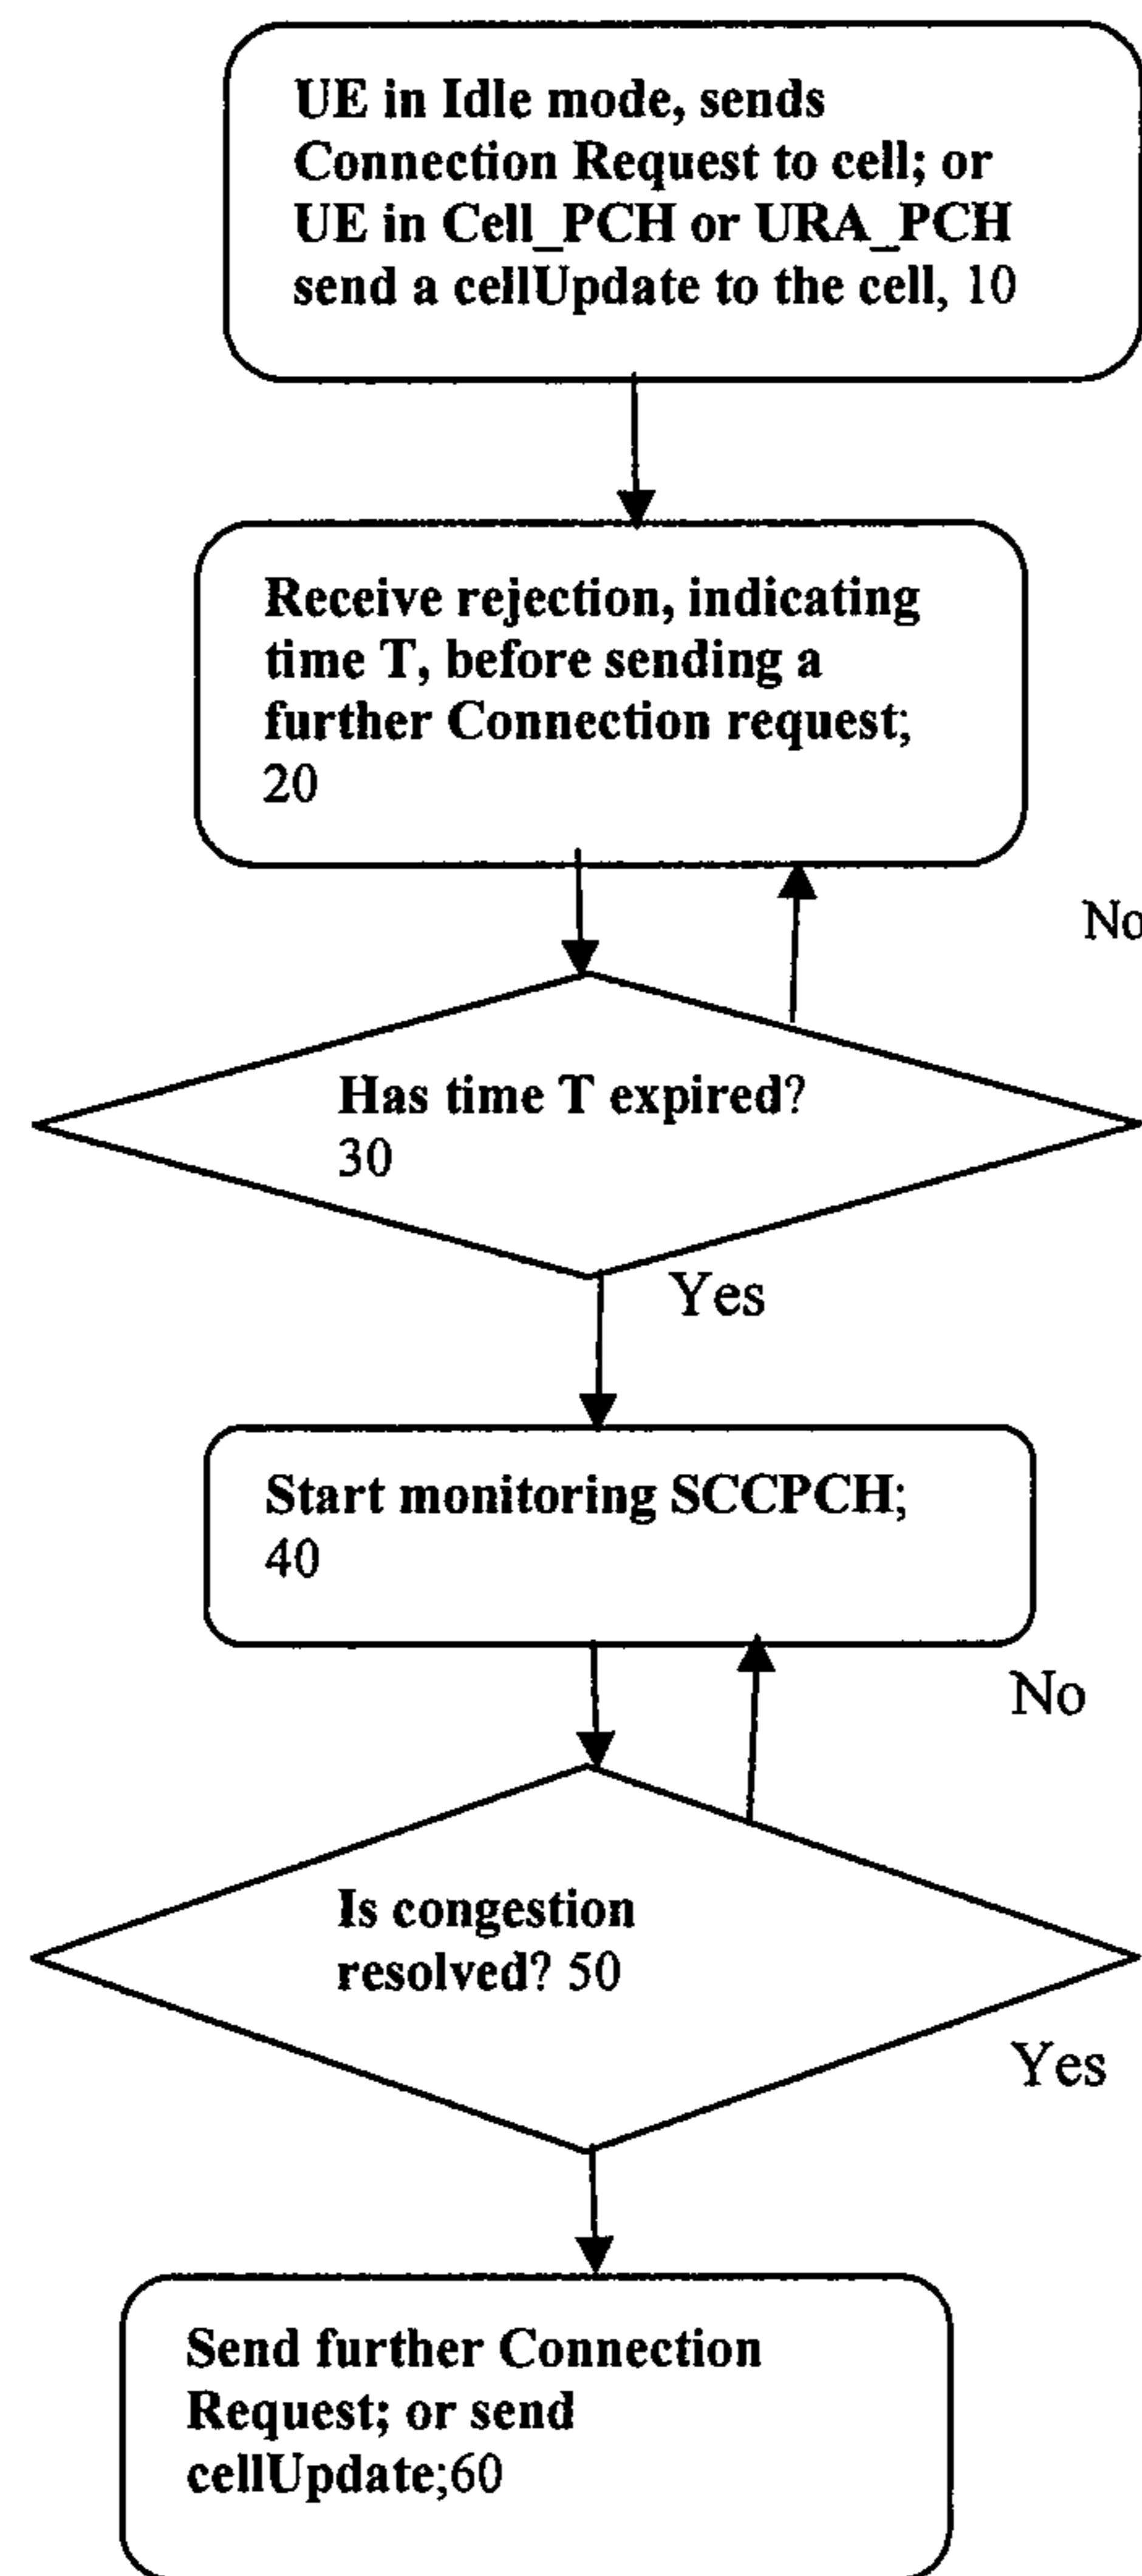 UE in Idle mode, sends
Connection Request to cell; or
UE in Cell_PCH or URA_PCH
send a cellUpdate to the cell, 10
Receive rejection, indicating
time T, before sending a
further Connection request;
20
No
Has time T expired?
30
Yes
Start monitoring SCCPCH;
40
No
Is congestion
resolved? 50
Yes
Send further Connection
Request; or send
cellUpdate;60